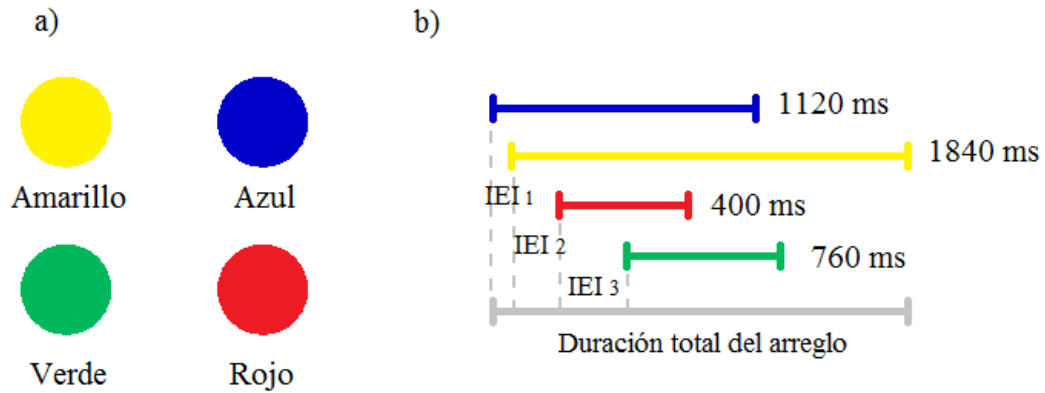 a)
Amarillo
Azul
Verde
Rojo
b)
1120 ms
1840 ms
IEI 1
400 ms
IEI 2
760 ms
IEI 3
Duración total del arreglo